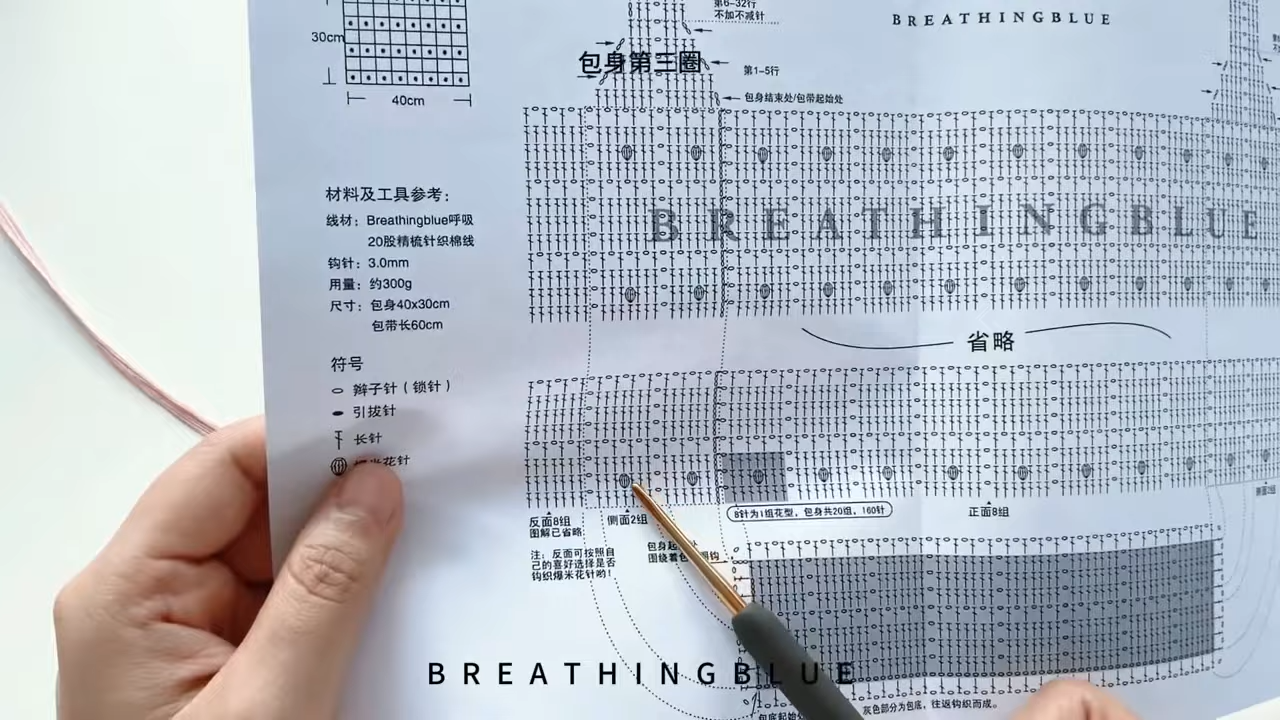 第6-32行
不加不减针
BREATHINGBLUE
30cm
包身第三圈
第1-5行
40cm
包身结束处/包带起始处
材料及工具参考：
线材：Breathingblue呼吸
20股精梳针织棉线
钩针：3.0mm
用量：约300g
尺寸：包身40x30cm
包带长60cm
BREATHINGBLUE
省略
符号
辫子针（锁针）
引拔针
长针
花针
反面8组
图解已省略
侧面2组
8针为1组花型，包身共20组，160针
正面8组
注：反面可按照自
己的喜好选择是否
钩织爆米花针哟！
包身起
图绕着包
BREATHINGBLUE
包底起始
灰色部分为包底，往返钩织而成。